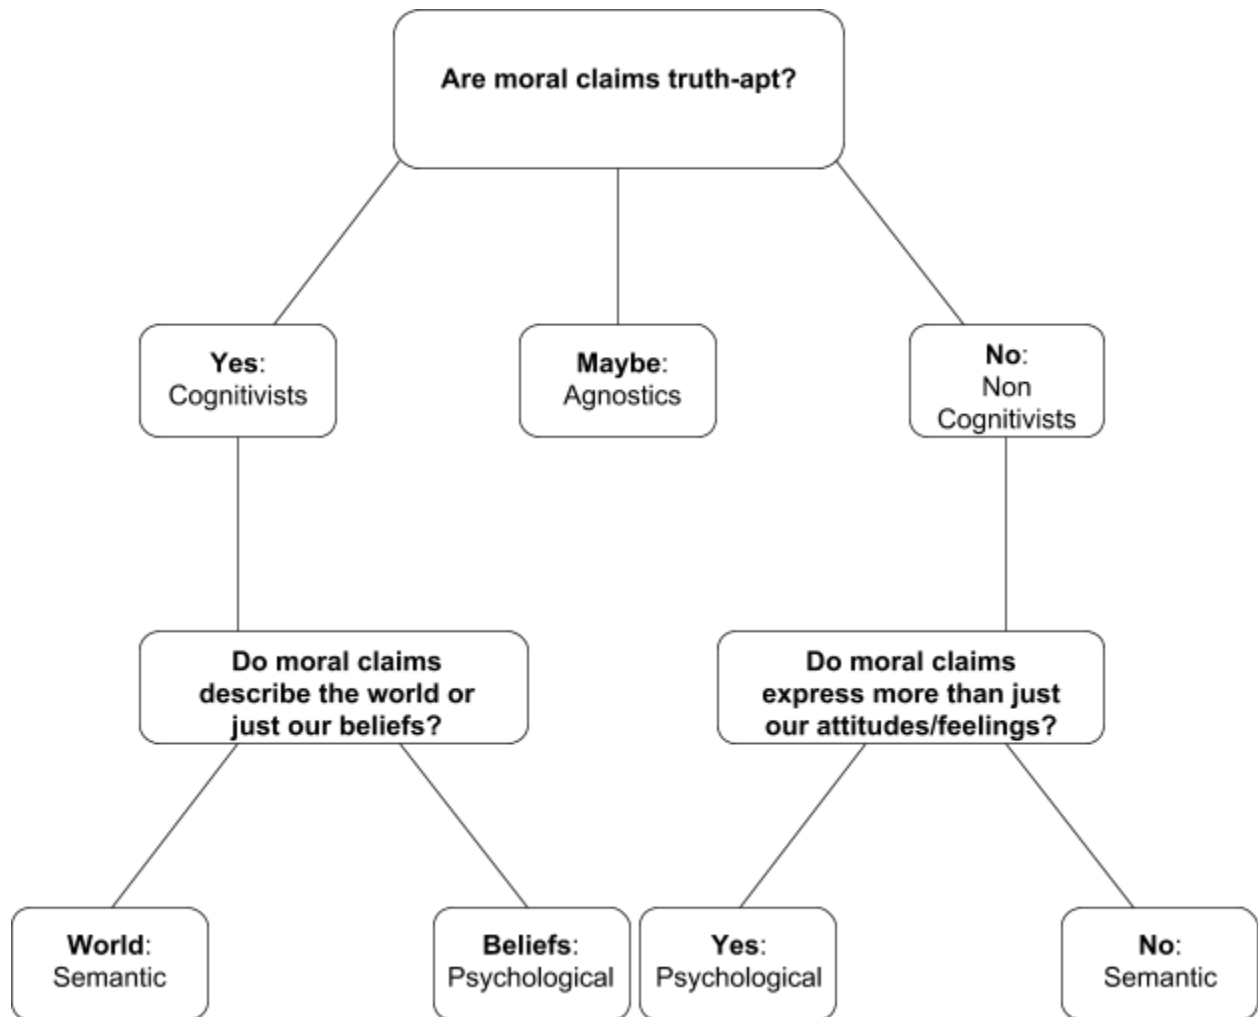 Are moral claims truth-apt?
Yes:
Cognitivists
Maybe:
Agnostics
No:
Non
Cognitivists
Do moral claims
describe the world or
just our beliefs?
Do moral claims
express more than just
our attitudes/feelings?
World:
Semantic
Beliefs:
Psychological
Yes:
Psychological
No:
Semantic